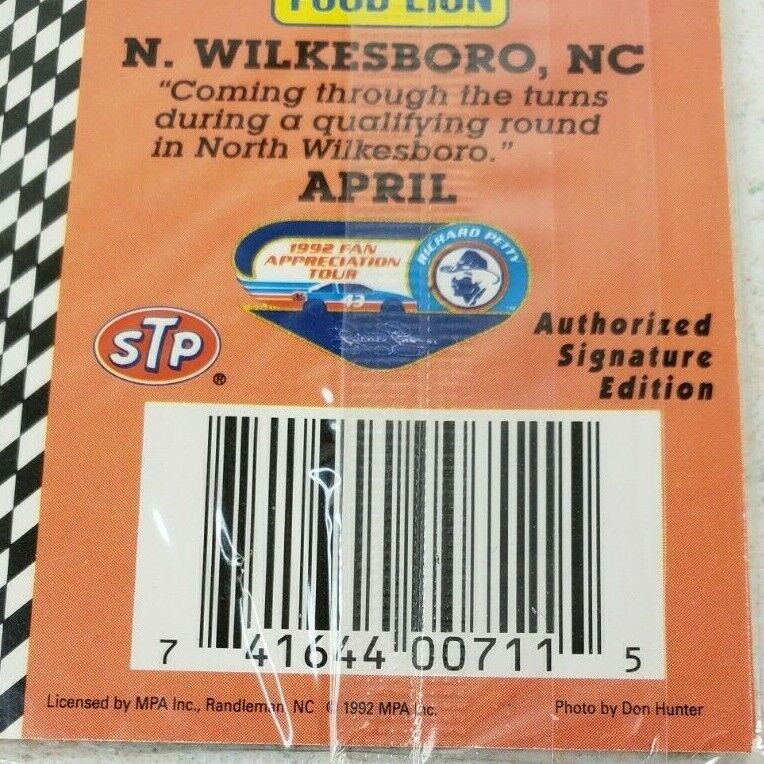 FOOD LION
N. WILKESBORO, NC
"Coming through the turns
during a qualifying round
in North Wilkesboro."
APRIL
1992 FAN
APPRECIATION
TOUR
RICHARD PETTY
43
STP
®
Authorized
Signature
Edition
7 41644 00711 5
Licensed by MPA Inc., Randleman, NC © 1992 MPA Inc.
Photo by Don Hunter